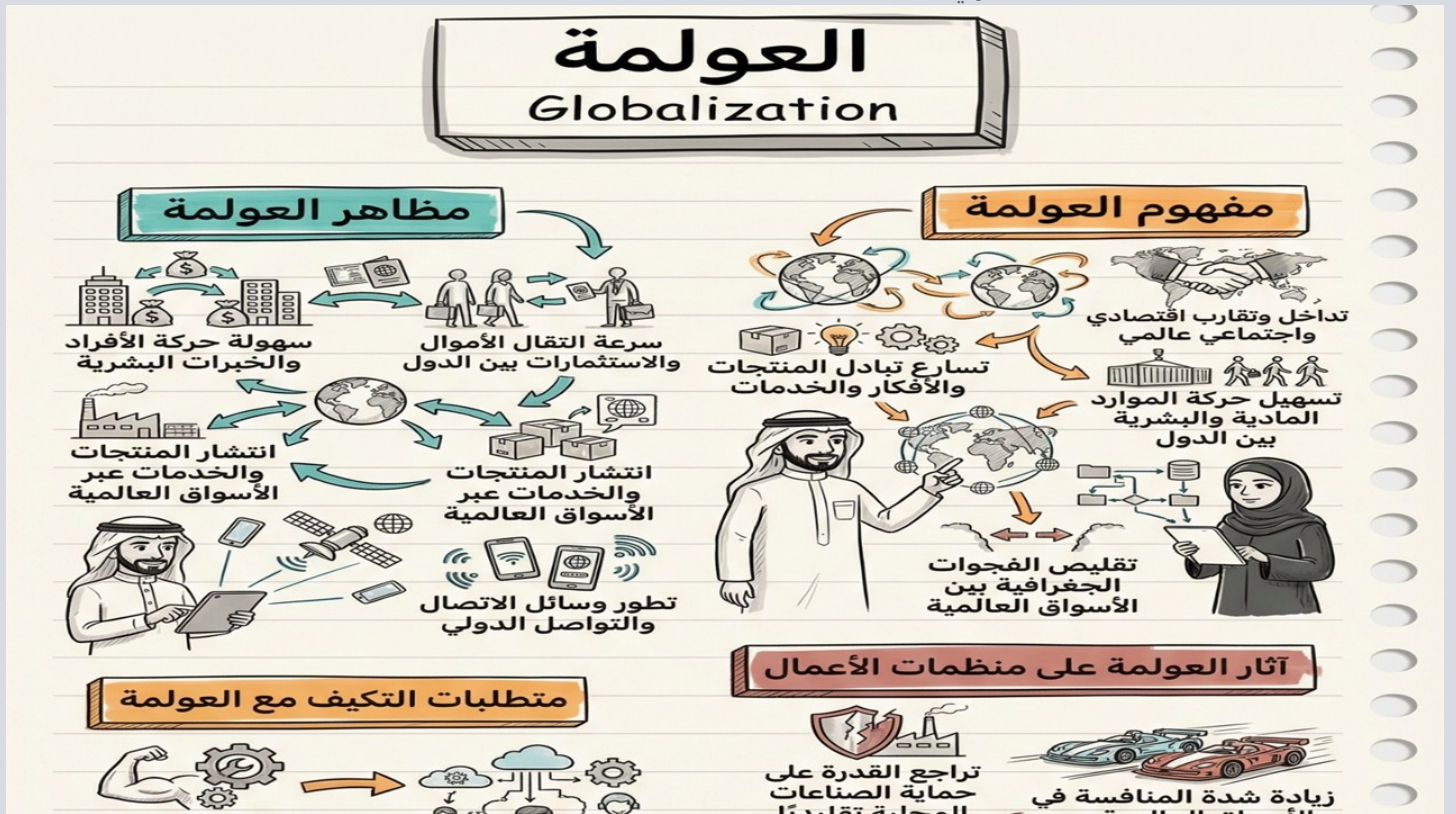 العولمة
Globalization
مفهوم العولمة
تداخل وتقارب اقتصادي
واجتماعي عالمي
تسارع تبادل المنتجات
والأفكار والخدمات
تسهيل حركة الموارد
المادية والبشرية
بين الدول
تقليص الفجوات
الجغرافية بين
الأسواق العالمية
مظاهر العولمة
سرعة التقال الأموال
والاستثمارات بين الدول
سهولة حركة الأفراد
والخبرات البشرية
انتشار المنتجات
والخدمات عبر
الأسواق العالمية
انتشار المنتجات
والخدمات عبر
الأسواق العالمية
تطور وسائل الاتصال
والتواصل الدولي
آثار العولمة على منظمات الأعمال
زيادة شدة المنافسة في
تراجع القدرة على
حماية الصناعات
متطلبات التكيف مع العولمة